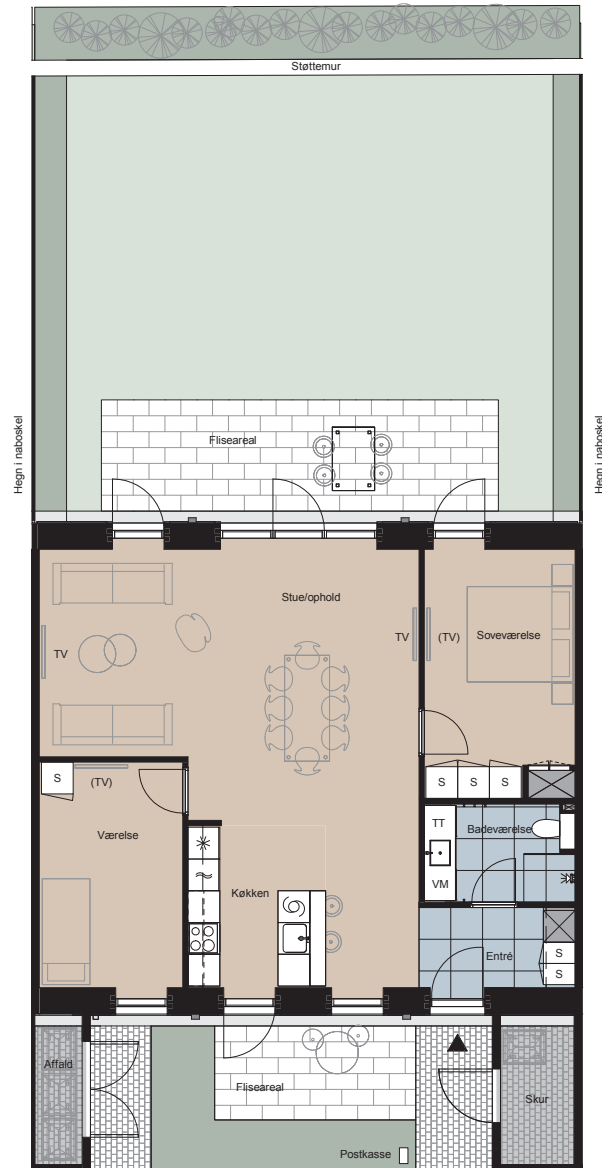 Støttemur
Hegn i naboskel
Hegn i naboskel
Fliseareal
Stue/ophold
TV
TV
(TV)
Soveværelse
S
(TV)
S
S
S
Værelse
TT
Badeværelse
VM
Køkken
Entré
S
S
Affald
Fliseareal
Skur
Postkasse